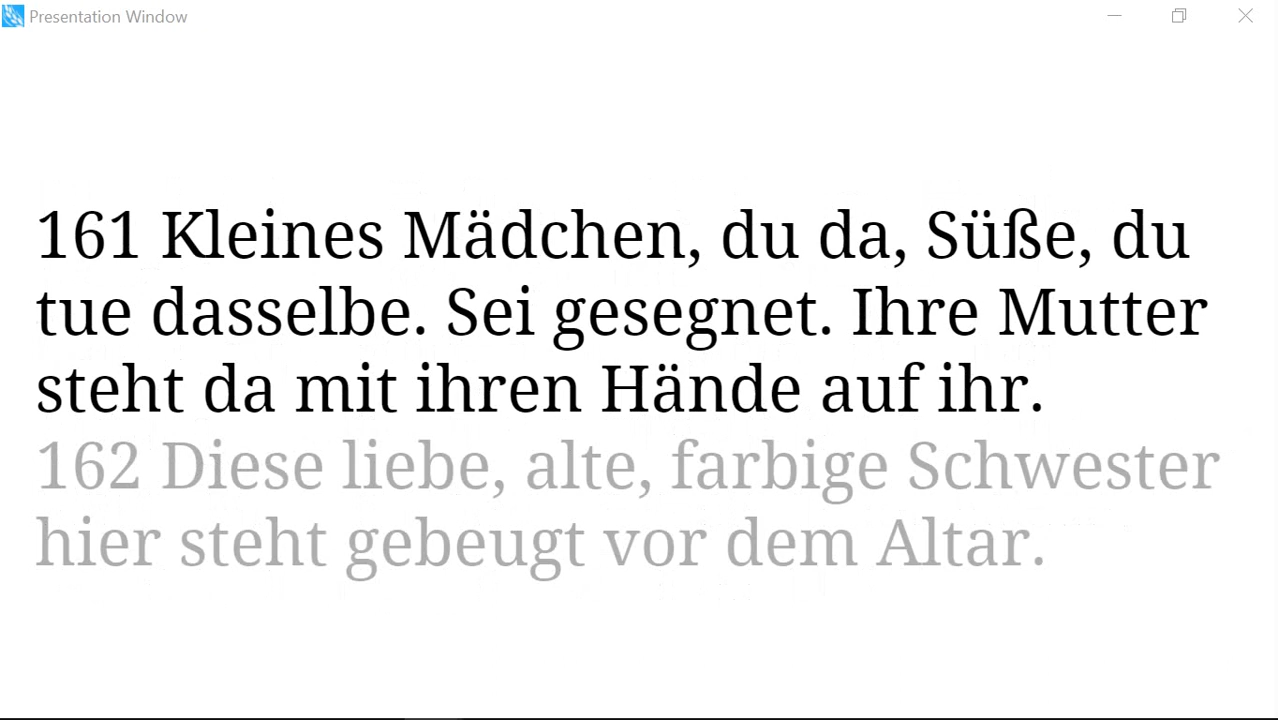 Presentation Window
161 Kleines Mädchen, du da, Süße, du
tue dasselbe. Sei gesegnet. Ihre Mutter
steht da mit ihren Hände auf ihr.
162 Diese liebe, alte, farbige Schwester
hier steht gebeugt vor dem Altar.